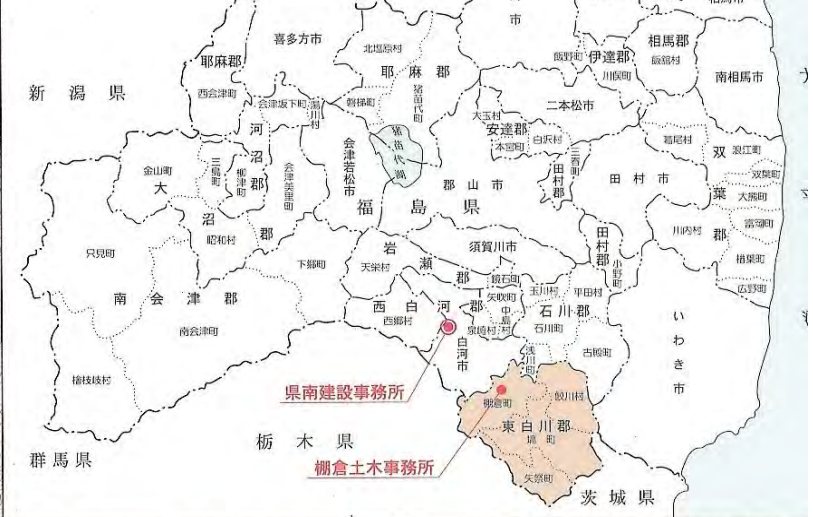 相馬市
市
喜多方市
北塩原村
飯野町
伊達郡
相馬郡
飯舘村
耶麻郡
耶麻郡
川俣町
南相馬市
新潟県
西会津町
会津坂下町
湯川村
磐梯町
猪苗代町
二本松市
大玉村
安達郡
白沢村
本宮町
猪苗代湖
河沼郡
会津若松市
三春町
葛尾村
浪江町
双葉郡
双葉町
金山町
三島町
柳津町
会津美里町
大沼郡
郡山市
田村郡
田村市
大熊町
福島県
富岡町
川内村
昭和村
岩瀬郡
須賀川市
田村郡
小野町
楢葉町
只見町
下郷町
天栄村
鏡石町
玉川村
平田村
広野町
南会津郡
西白河郡
矢吹町
中島村
石川郡
西郷村
泉崎村
石川町
南会津町
白河市
浅川町
古殿町
いわき市
檜枝岐村
県南建設事務所
棚倉町
鮫川村
東白川郡
塙町
栃木県
群馬県
棚倉土木事務所
矢祭町
茨城県